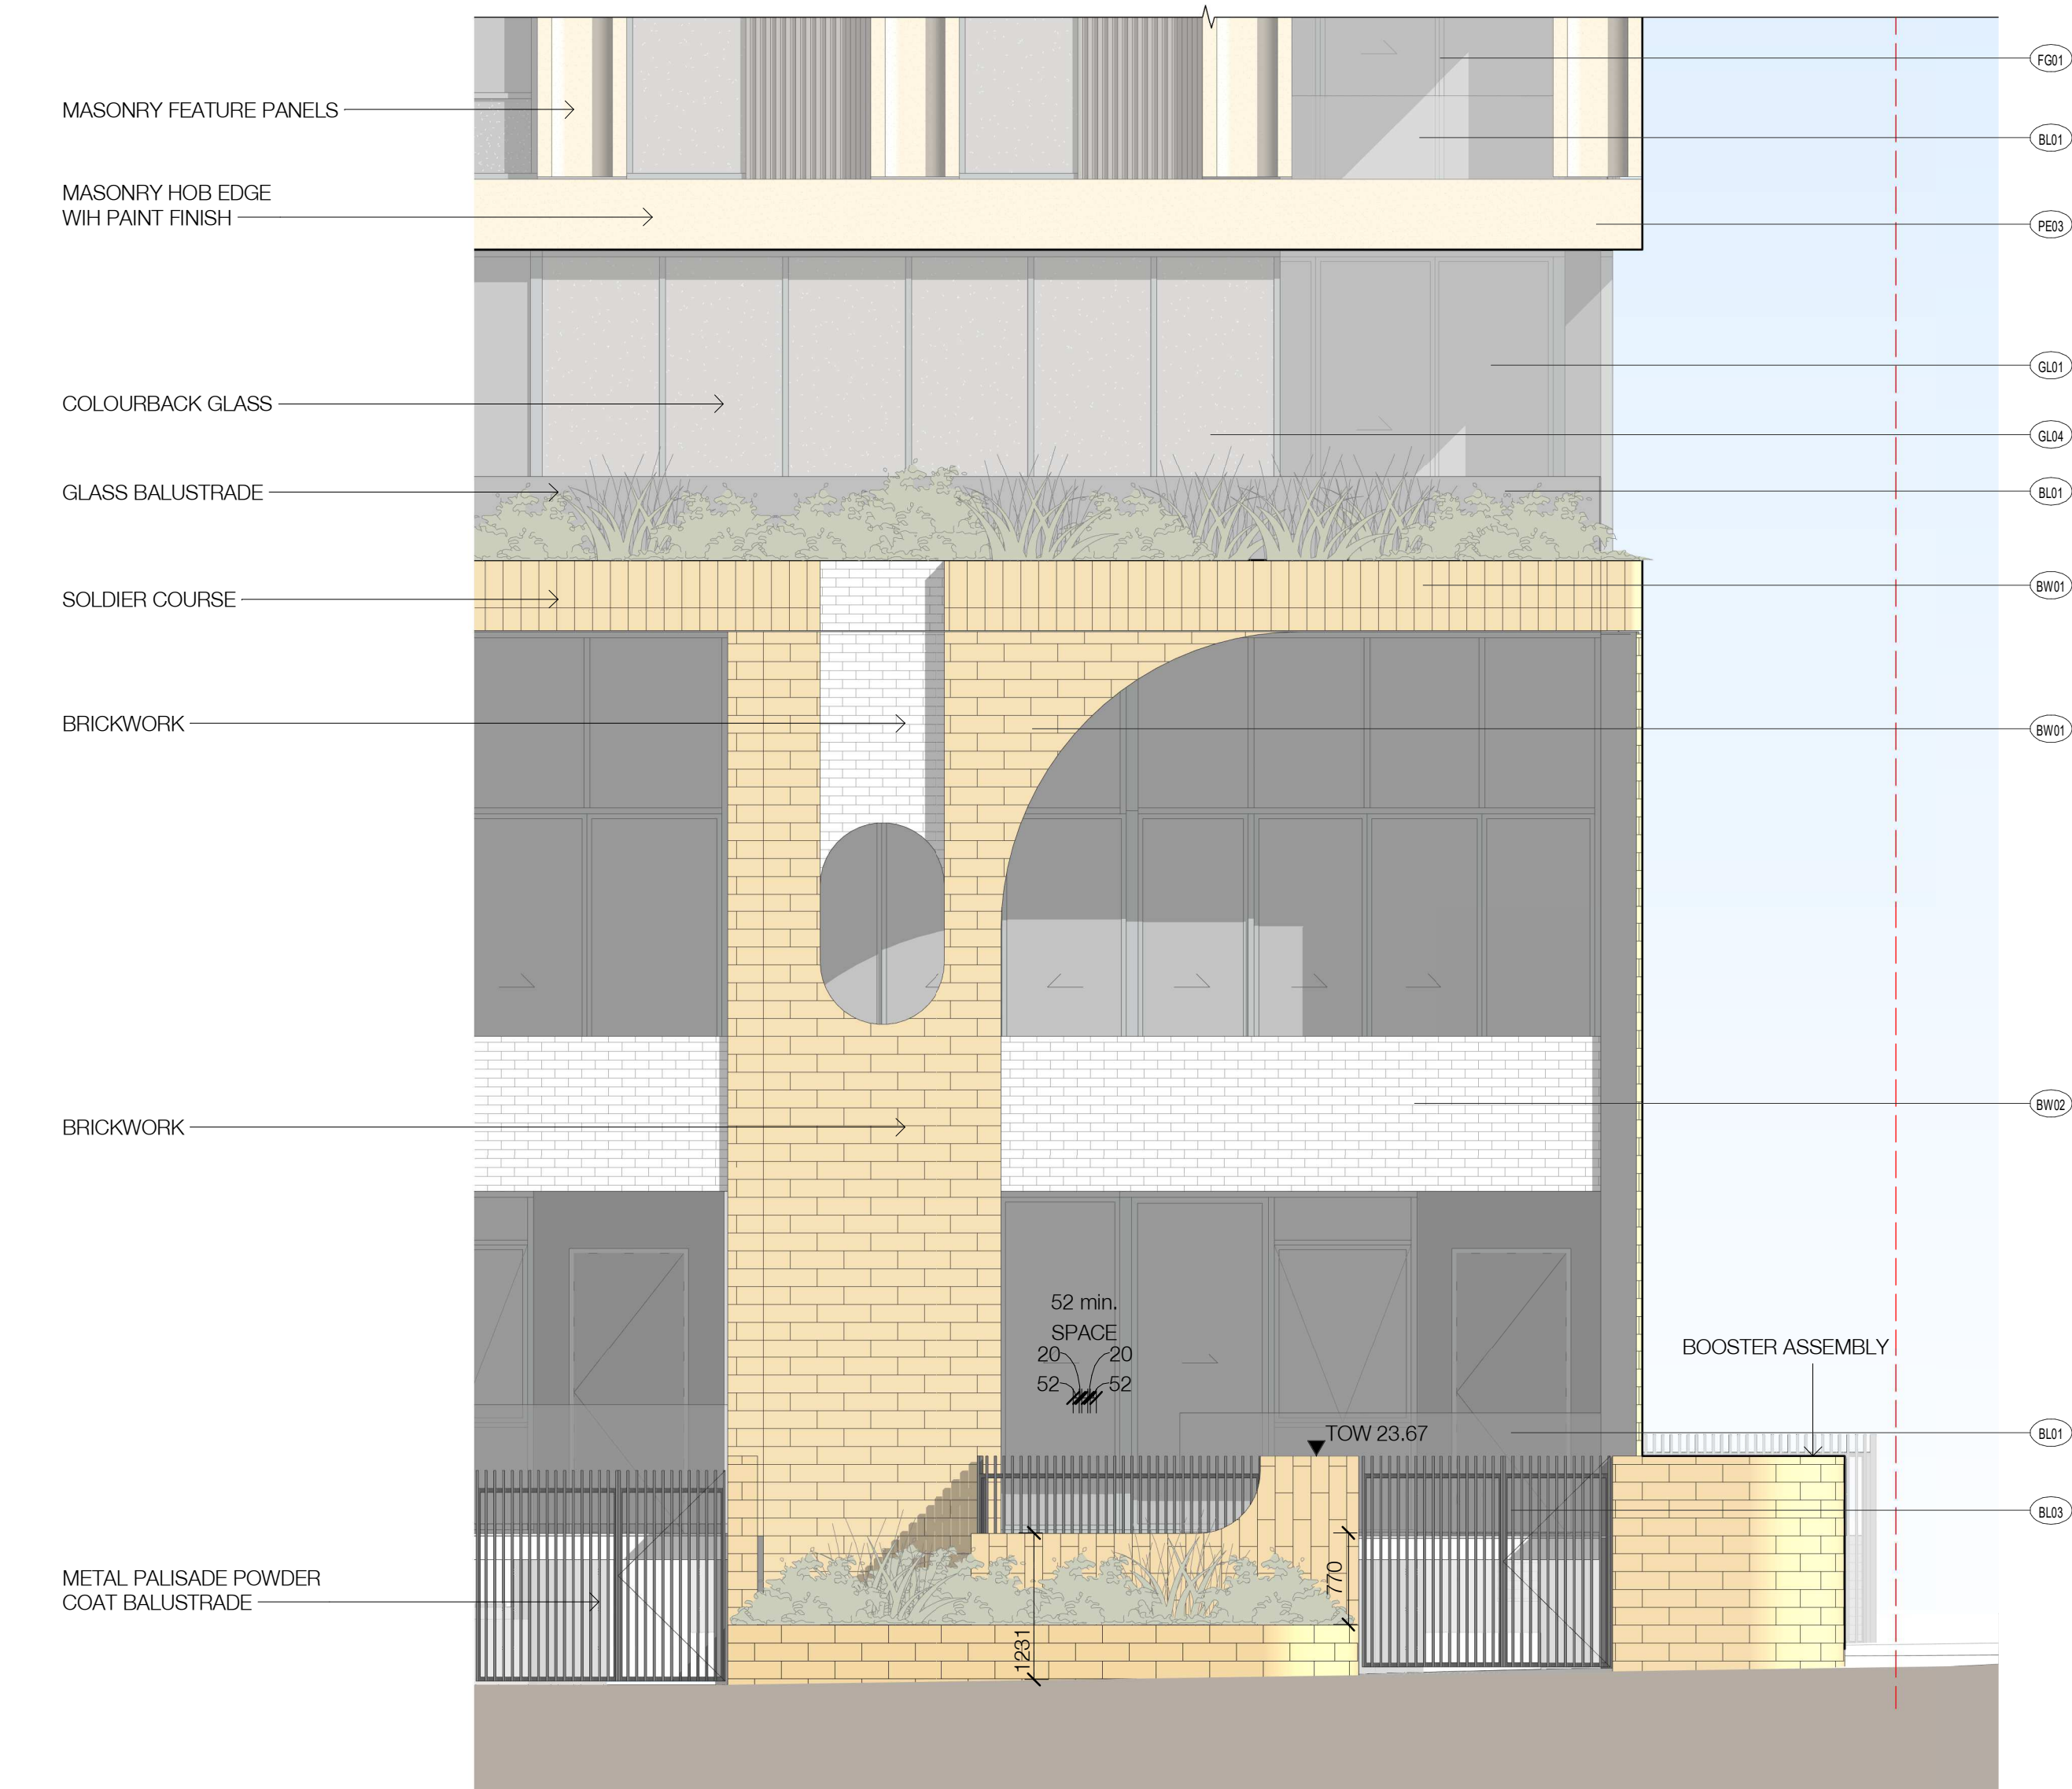 FG01
MASONRY FEATURE PANELS
BL01
MASONRY HOB EDGE
WIH PAINT FINISH
PE03
GL01
COLOURBACK GLASS
GL04
GLASS BALUSTRADE
BL01
SOLDIER COURSE
BW01
BRICKWORK
BW01
BRICKWORK
BW02
52 min.
SPACE
20 20
52 52
BOOSTER ASSEMBLY
TOW 23.67
BL01
BL03
METAL PALISADE POWDER
COAT BALUSTRADE
770
1231